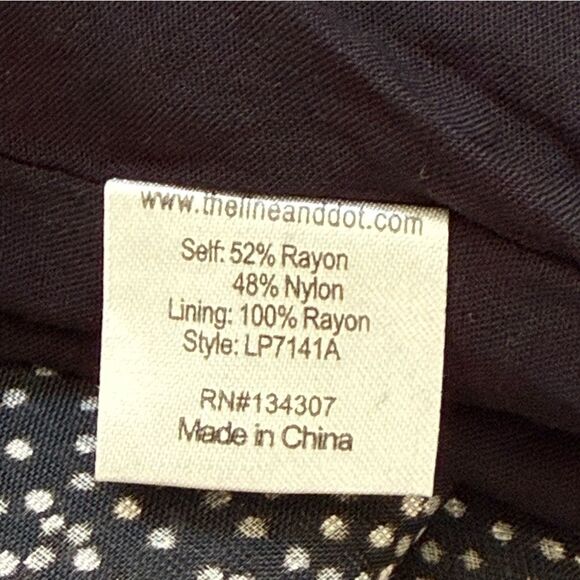 www.thelineanddot.com
Self: 52% Rayon
48% Nylon
Lining: 100% Rayon
Style: LP7141A
RN#134307
Made in China